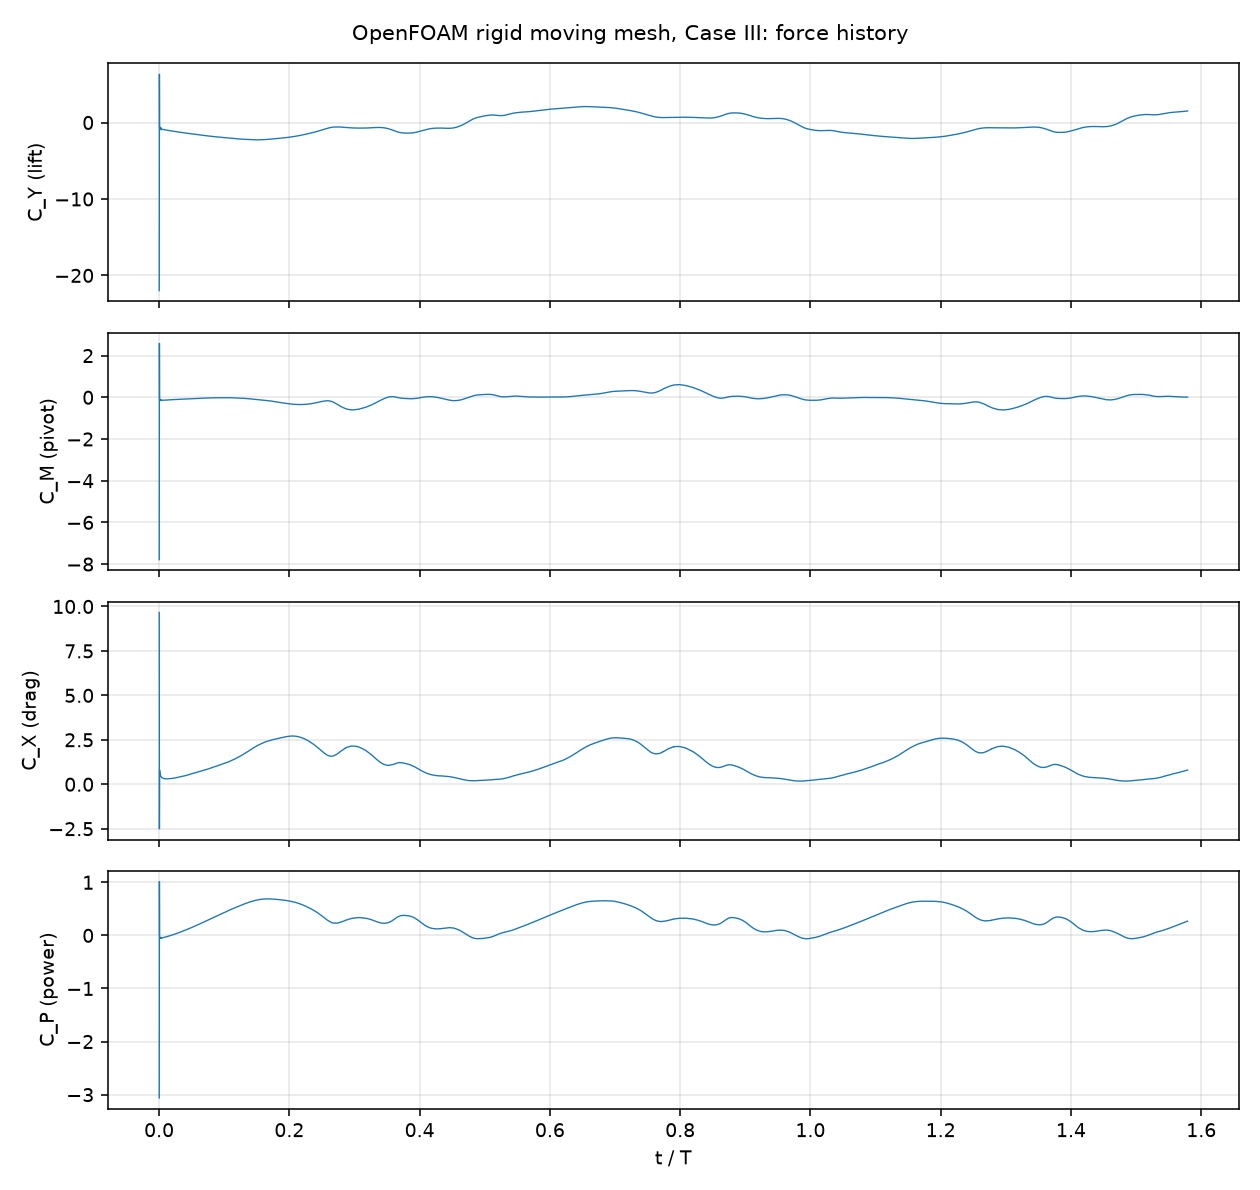 OpenFOAM rigid moving mesh, Case III: force history
C_Y (lift)
0
−10
−20
C_M (pivot)
2
0
−2
−4
−6
−8
C_X (drag)
10.0
7.5
5.0
2.5
0.0
−2.5
C_P (power)
1
0
−1
−2
−3
0.0 0.2 0.4 0.6 0.8 1.0 1.2 1.4 1.6
t / T